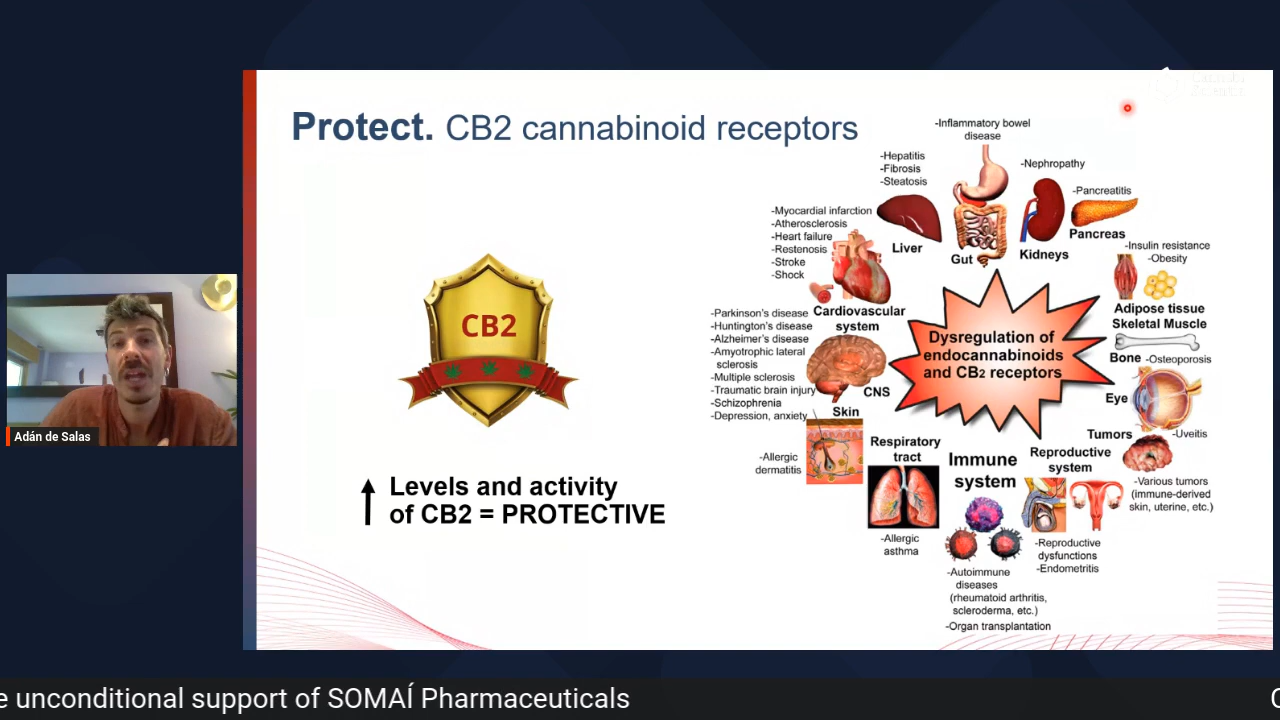 Protect. CB2 cannabinoid receptors
CB2
Levels and activity
of CB2 = PROTECTIVE
-Inflammatory bowel
disease
-Hepatitis
-Fibrosis
-Steatosis
-Nephropathy
-Pancreatitis
-Myocardial infarction
-Atherosclerosis
-Heart failure
-Restenosis
-Stroke
-Shock
Liver
Gut
Kidneys
Pancreas
-Insulin resistance
-Obesity
Cardiovascular
system
Adipose tissue
Skeletal Muscle
-Parkinson's disease
-Huntington's disease
-Alzheimer's disease
-Amyotrophic lateral
sclerosis
-Multiple sclerosis
-Traumatic brain injury
-Schizophrenia
-Depression, anxiety
CNS
Dysregulation of
endocannabinoids
and CB2 receptors
Bone
-Osteoporosis
Eye
-Uveitis
Skin
-Allergic
dermatitis
Respiratory
tract
-Allergic
asthma
Immune
system
-Autoimmune
diseases
(rheumatoid arthritis,
scleroderma, etc.)
-Organ transplantation
Reproductive
system
-Reproductive
dysfunctions
-Endometritis
Tumors
-Various tumors
(immune-derived
skin, uterine, etc.)
Adán de Salas
e unconditional support of SOMAÍ Pharmaceuticals